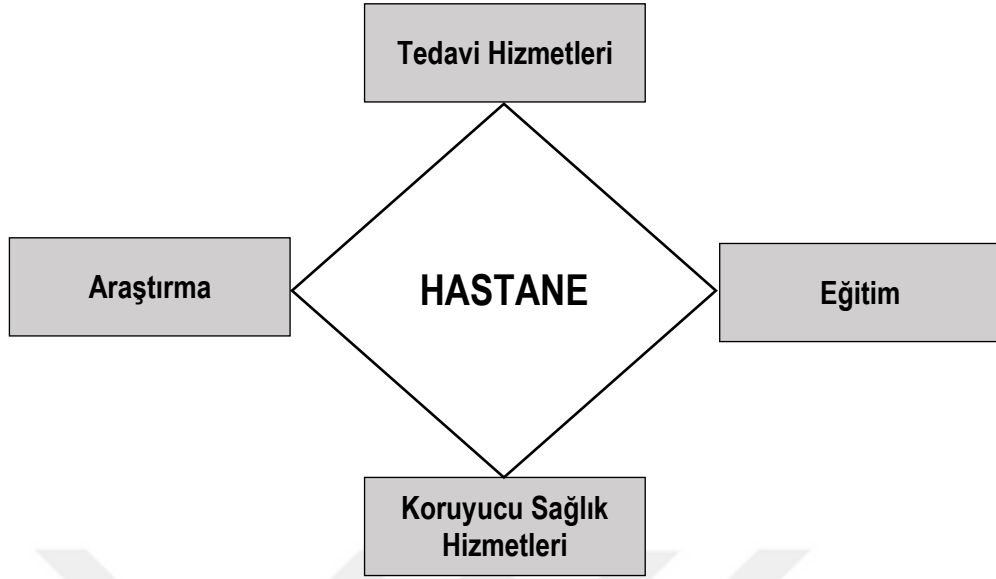 Tedavi Hizmetleri
Araştırma
HASTANE
Eğitim
Koruyucu Sağlık
Hizmetleri